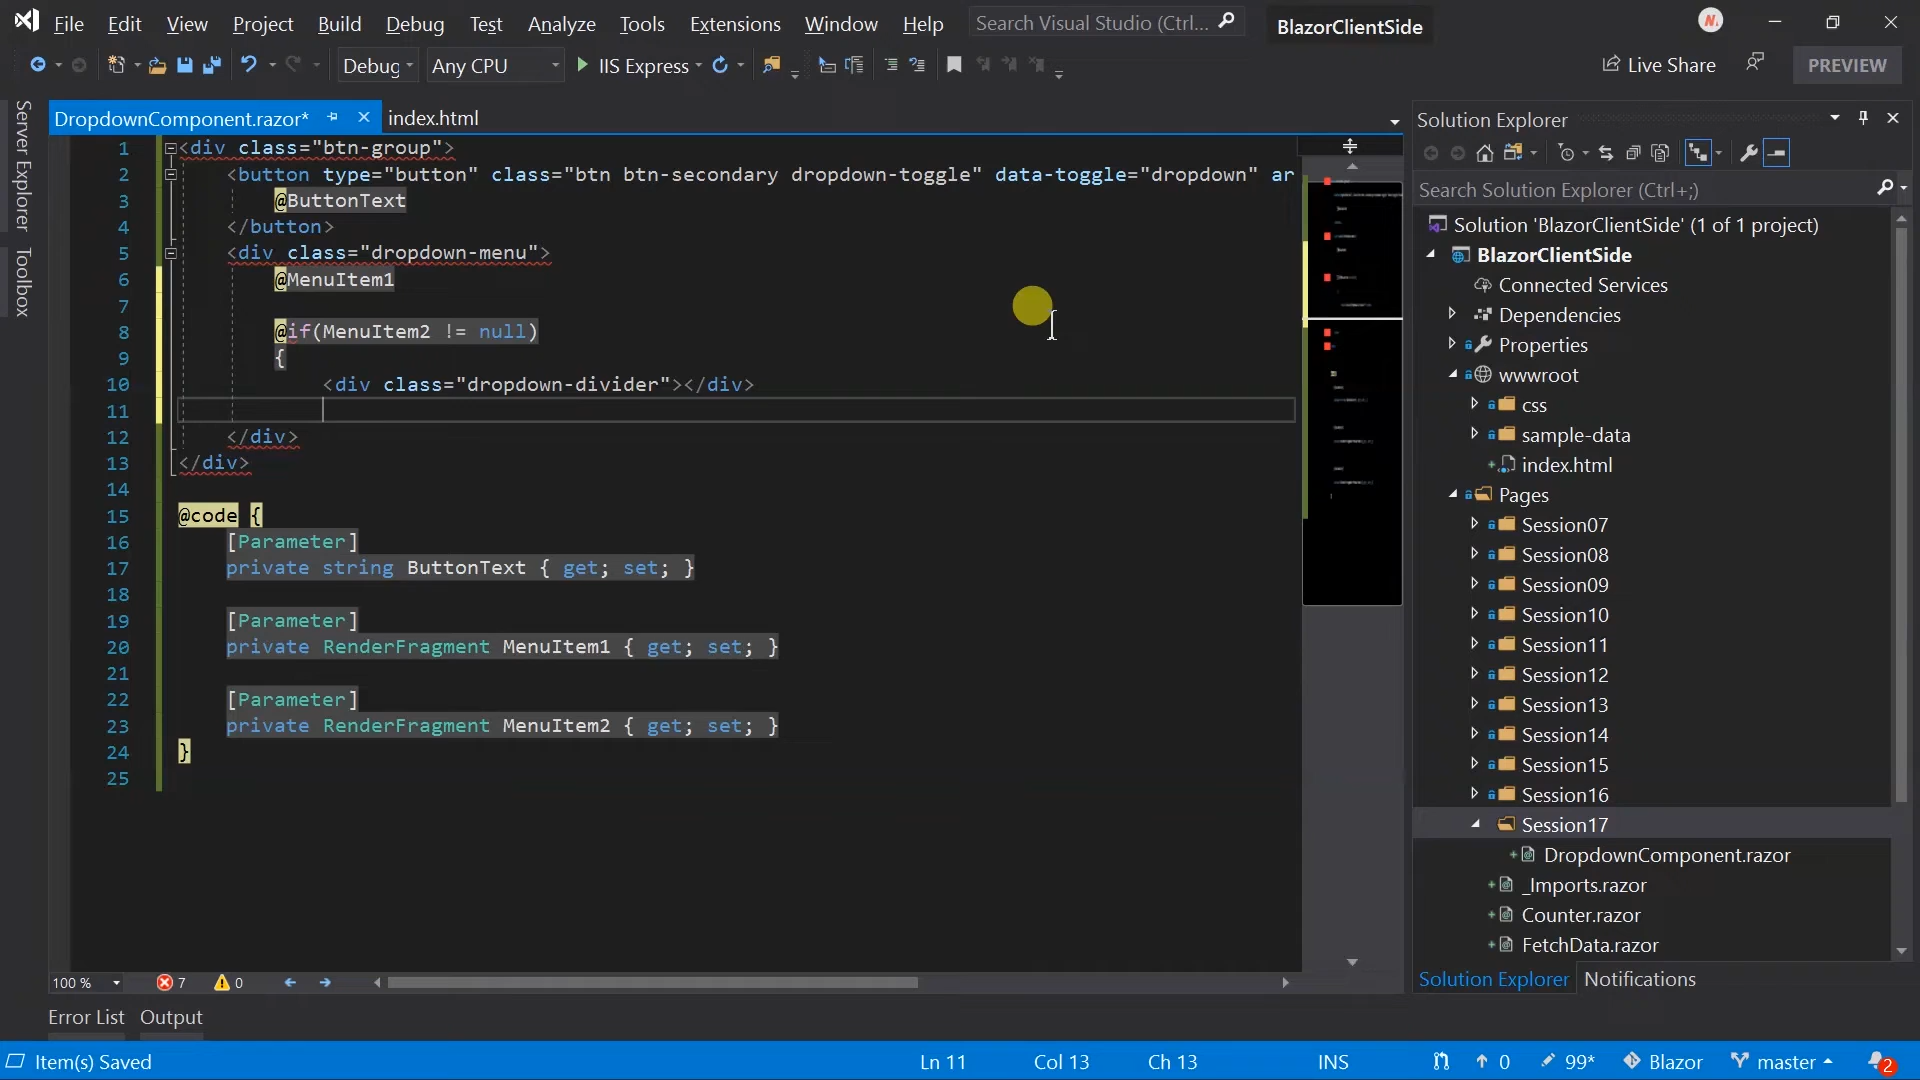 File Edit View Project Build Debug Test Analyze Tools Extensions Window Help Search Visual Studio (Ctrl... BlazorClientSide
Debug Any CPU IIS Express Live Share PREVIEW
Server Explorer
Toolbox
DropdownComponent.razor* index.html
1 <div class="btn-group">
2 <button type="button" class="btn btn-secondary dropdown-toggle" data-toggle="dropdown" ar
3 @ButtonText
4 </button>
5 <div class="dropdown-menu">
6 @MenuItem1
7
8 @if(MenuItem2 != null)
9 {
10 <div class="dropdown-divider"></div>
11
12 </div>
13 </div>
14
15 @code {
16 [Parameter]
17 private string ButtonText { get; set; }
18
19 [Parameter]
20 private RenderFragment MenuItem1 { get; set; }
21
22 [Parameter]
23 private RenderFragment MenuItem2 { get; set; }
24 }
25
100 % 7 0
Error List Output
Solution Explorer
Search Solution Explorer (Ctrl+;)
Solution 'BlazorClientSide' (1 of 1 project)
BlazorClientSide
Connected Services
Dependencies
Properties
wwwroot
css
sample-data
index.html
Pages
Session07
Session08
Session09
Session10
Session11
Session12
Session13
Session14
Session15
Session16
Session17
DropdownComponent.razor
_Imports.razor
Counter.razor
FetchData.razor
Solution Explorer Notifications
Item(s) Saved Ln 11 Col 13 Ch 13 INS 0 99* Blazor master 2